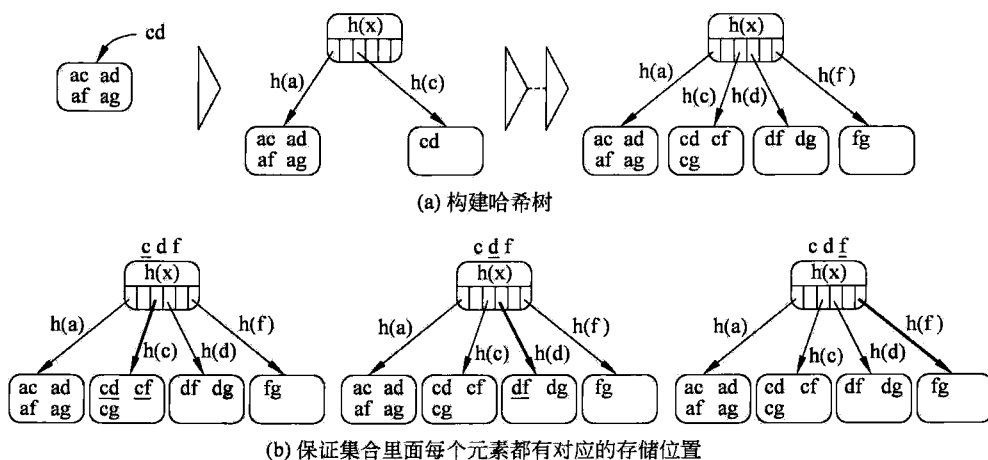 cd
ac ad
af ag
h(x)
h(a)
h(c)
ac ad
af ag
cd
h(x)
h(a)
h(c)
h(d)
h(f)
ac ad
af ag
cd cf
cg
df dg
fg
(a) 构建哈希树
c d f
h(x)
h(a)
h(c)
h(d)
h(f)
ac ad
af ag
cd cf
cg
df dg
fg
c d f
h(x)
h(a)
h(c)
h(d)
h(f)
ac ad
af ag
cd cf
cg
df dg
fg
c d f
h(x)
h(a)
h(c)
h(d)
h(f)
ac ad
af ag
cd cf
cg
df dg
fg
(b) 保证集合里面每个元素都有对应的存储位置